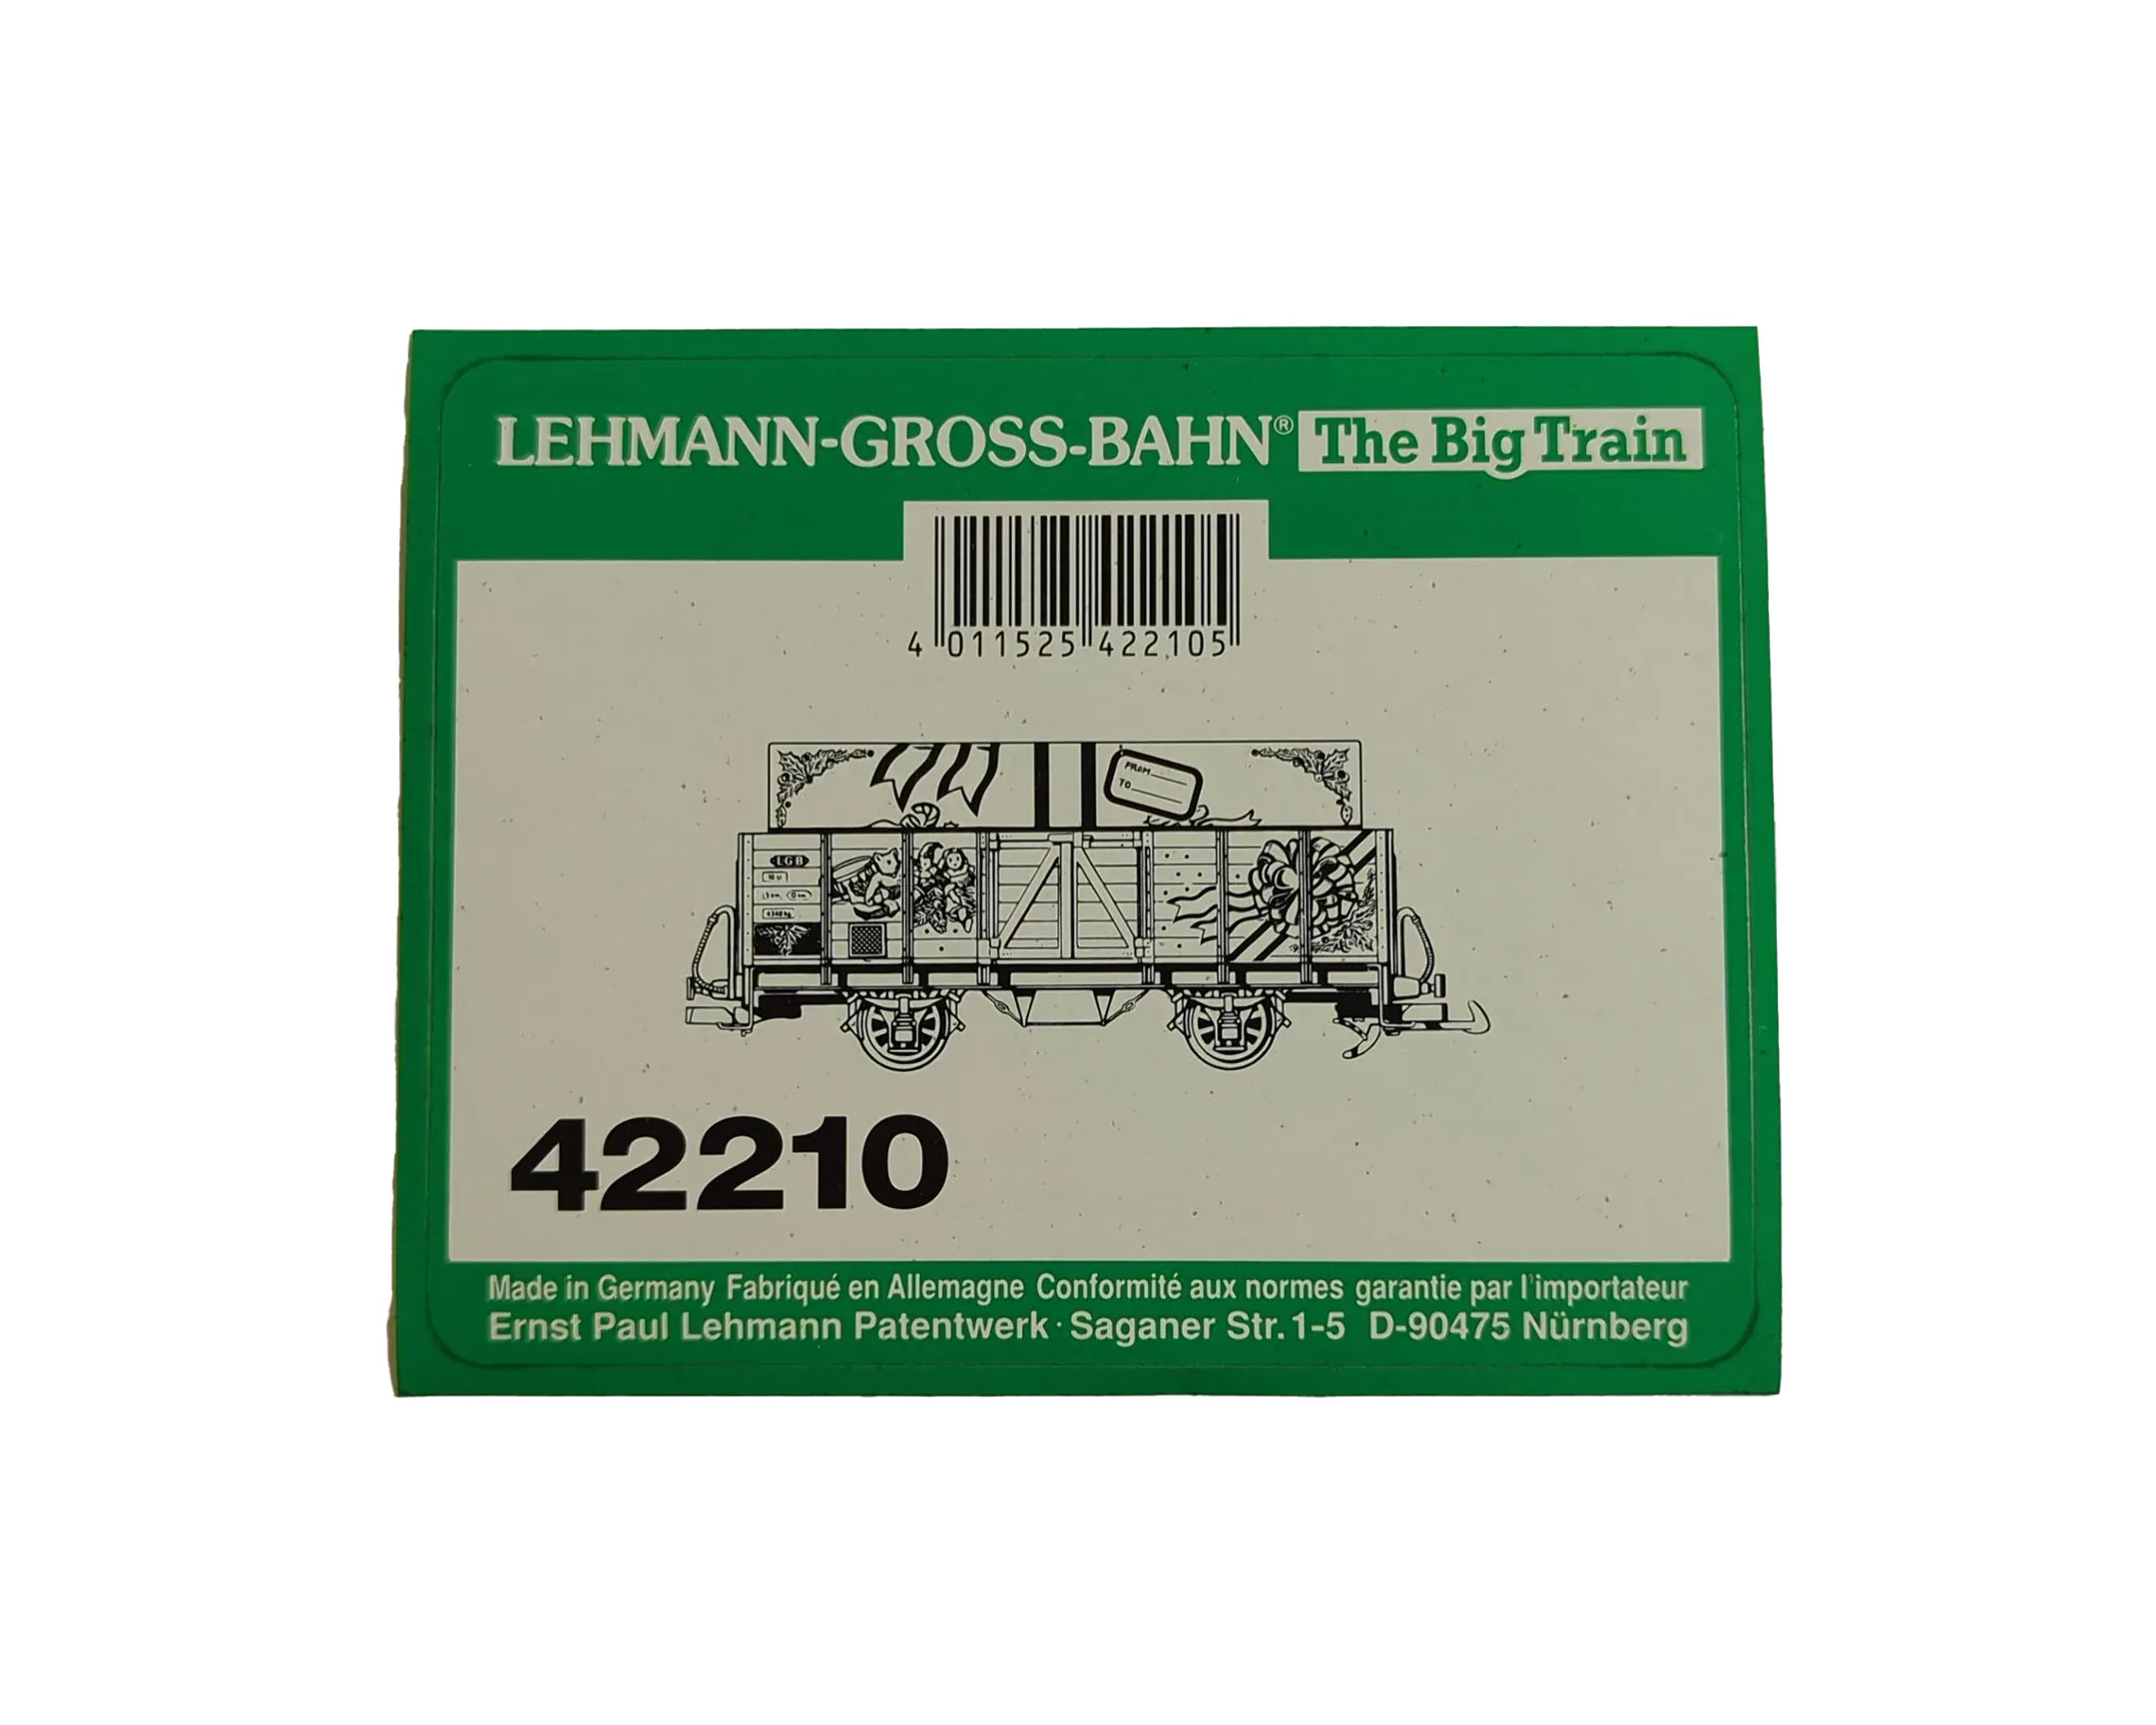 LEHMANN-GROSS-BAHN® The Big Train
4 011525 422105
FROM
TO
LGB
42210
Made in Germany Fabriqué en Allemagne Conformité aux normes garantie par l'importateur
Ernst Paul Lehmann Patentwerk · Saganer Str. 1-5 D-90475 Nürnberg